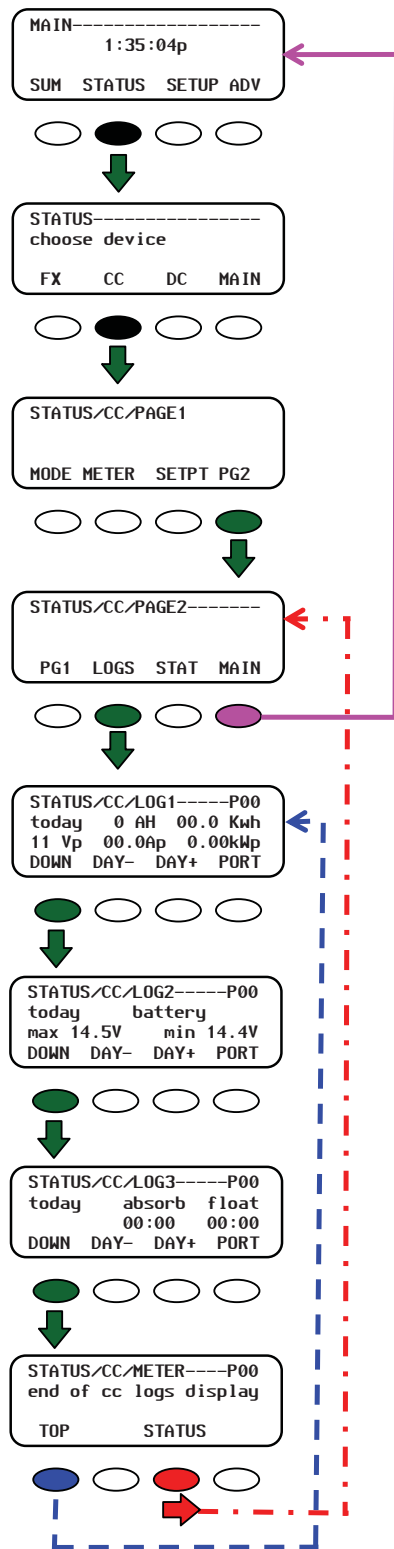 MAIN-----------------
1:35:04p
SUM STATUS SETUP ADV
STATUS----------------
choose device
FX CC DC MAIN
STATUS/CC/PAGE1
MODE METER SETPT PG2
STATUS/CC/PAGE2-------
PG1 LOGS STAT MAIN
STATUS/CC/LOG1-----P00
today 0 AH 00.0 Kwh
11 Vp 00.0Ap 0.00kWp
DOWN DAY- DAY+ PORT
STATUS/CC/LOG2-----P00
today battery
max 14.5V min 14.4V
DOWN DAY- DAY+ PORT
STATUS/CC/LOG3-----P00
today absorb float
00:00 00:00
DOWN DAY- DAY+ PORT
STATUS/CC/METER----P00
end of cc logs display
TOP STATUS